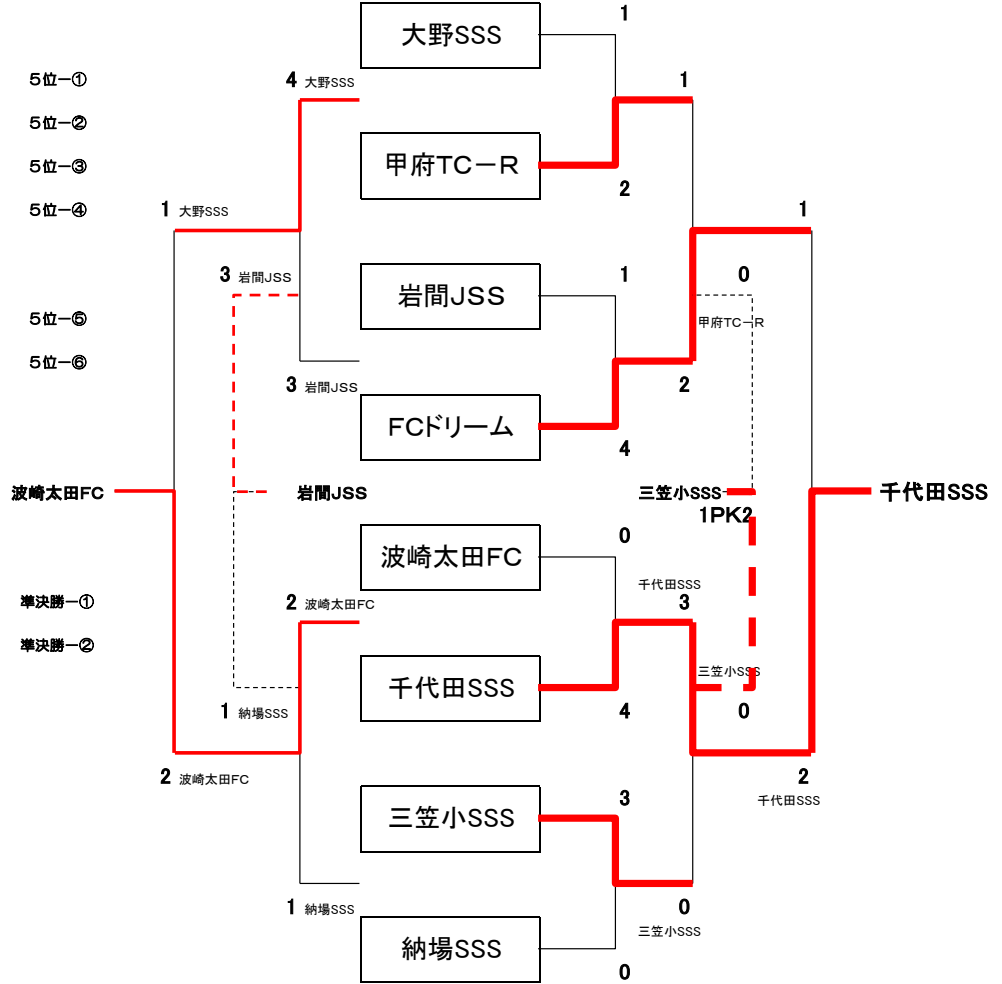 1
大野SSS
5位ー①
4 大野SSS
1
5位ー②
5位ー③
甲府TCーR
2
5位ー④
1 大野SSS
1
3 岩間JSS
岩間JSS
1
0
5位ー⑤
甲府TCーR
5位ー⑥
3 岩間JSS
2
FCドリーム
4
波崎太田FC
岩間JSS
三笠小SSS
千代田SSS
1PK2
0
波崎太田FC
千代田SSS
準決勝ー①
2 波崎太田FC
3
準決勝ー②
三笠小SSS
千代田SSS
1 納場SSS
4
0
2 波崎太田FC
2
千代田SSS
3
三笠小SSS
1 納場SSS
0
三笠小SSS
納場SSS
0